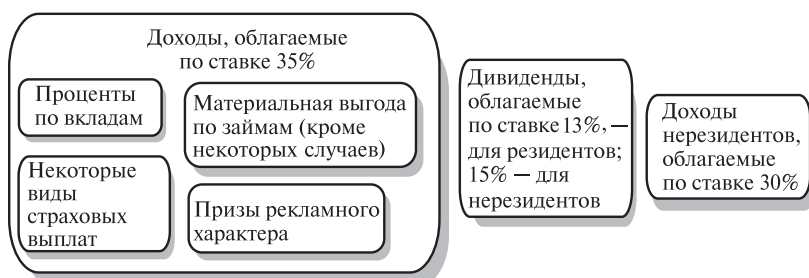 Доходы, облагаемые
по ставке 35%
Проценты
по вкладам
Материальная выгода
по займам (кроме
некоторых случаев)
Некоторые
виды
страховых
выплат
Призы рекламного
характера
Дивиденды,
облагаемые
по ставке 13%, —
для резидентов;
15% — для
нерезидентов
Доходы
нерезидентов,
облагаемые
по ставке 30%